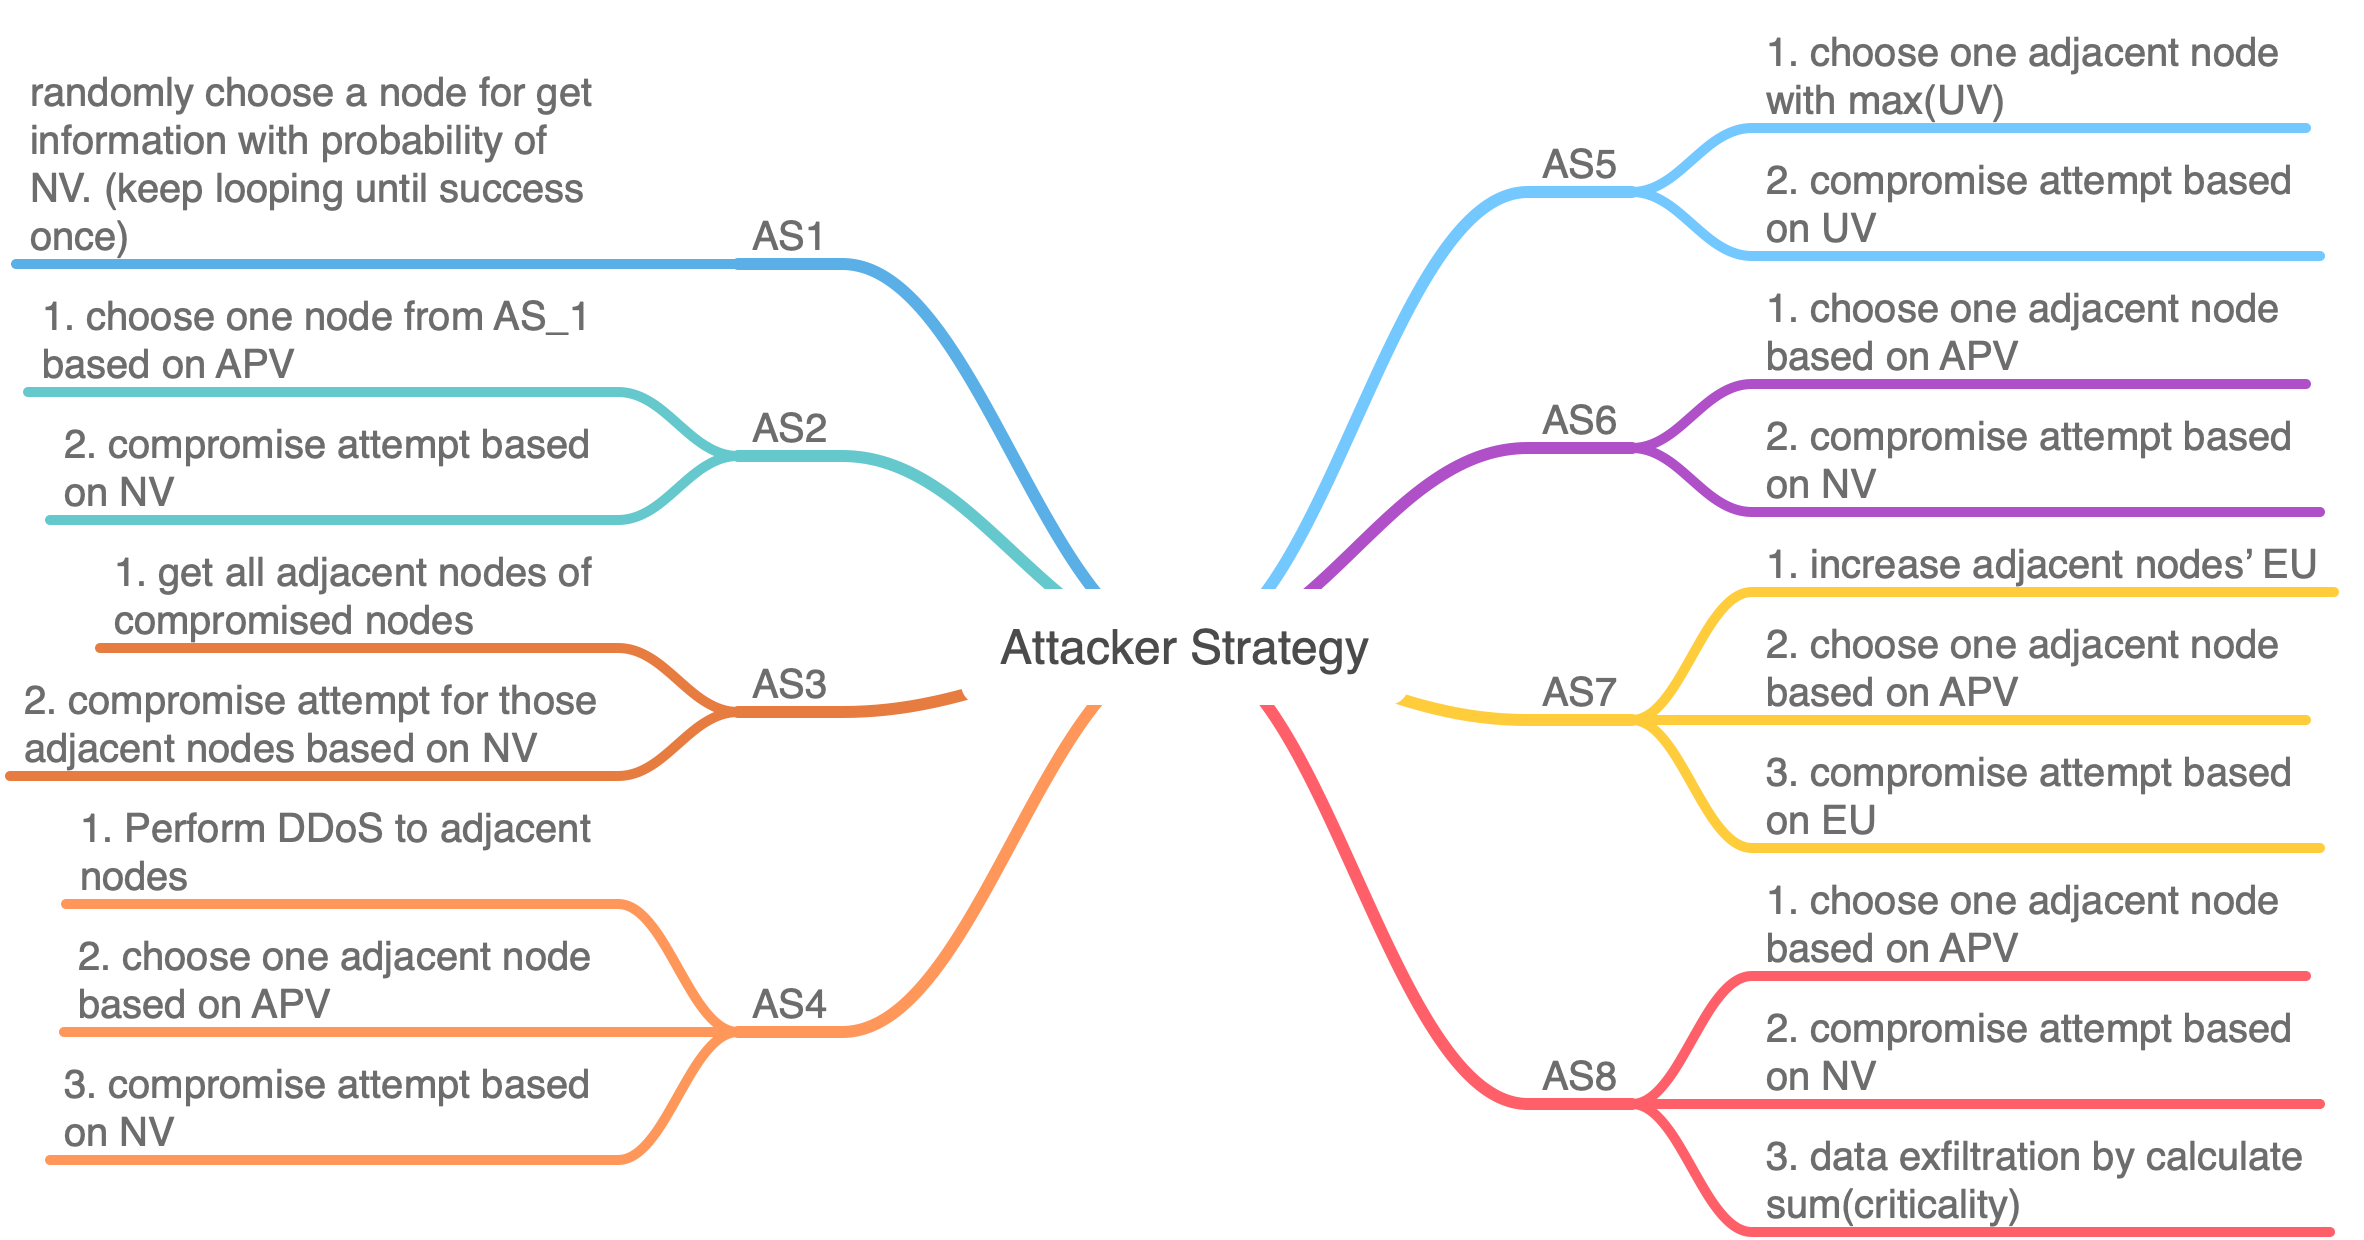 randomly choose a node for get
information with probability of
NV. (keep looping until success
once)
AS1
1. choose one node from AS_1
based on APV
AS2
2. compromise attempt based
on NV
1. get all adjacent nodes of
compromised nodes
AS3
2. compromise attempt for those
adjacent nodes based on NV
1. Perform DDoS to adjacent
nodes
2. choose one adjacent node
based on APV
AS4
3. compromise attempt based
on NV
Attacker Strategy
1. choose one adjacent node
with max(UV)
AS5
2. compromise attempt based
on UV
1. choose one adjacent node
based on APV
AS6
2. compromise attempt based
on NV
1. increase adjacent nodes’ EU
2. choose one adjacent node
based on APV
AS7
3. compromise attempt based
on EU
1. choose one adjacent node
based on APV
2. compromise attempt based
on NV
AS8
3. data exfiltration by calculate
sum(criticality)